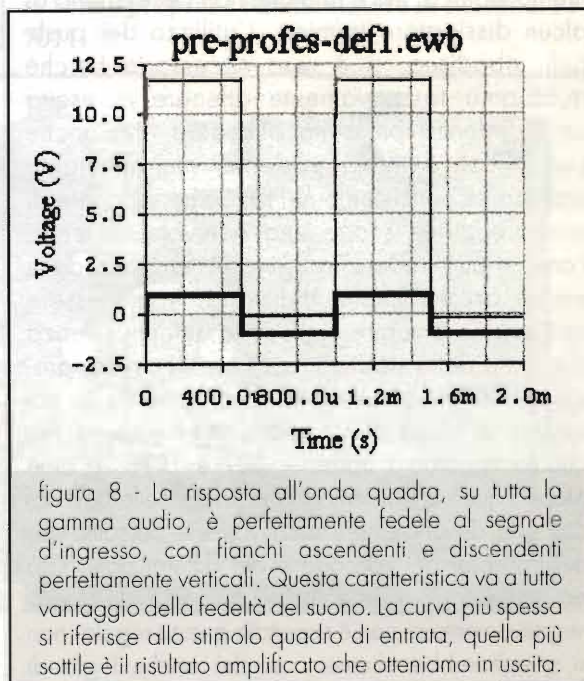 pre-profes-def1.ewb
12.5
10.0
7.5
5.0
2.5
0
-2.5
Voltage (V)
0 400.0u 800.0u 1.2m 1.6m 2.0m
Time (s)
figura 8 - La risposta all'onda quadra, su tutta la
gamma audio, è perfettamente fedele al segnale
d'ingresso, con fianchi ascendenti e discendenti
perfettamente verticali. Questa caratteristica va a tutto
vantaggio della fedeltà del suono. La curva più spessa
si riferisce allo stimolo quadro di entrata, quella più
sottile è il risultato amplificato che otteniamo in uscita.